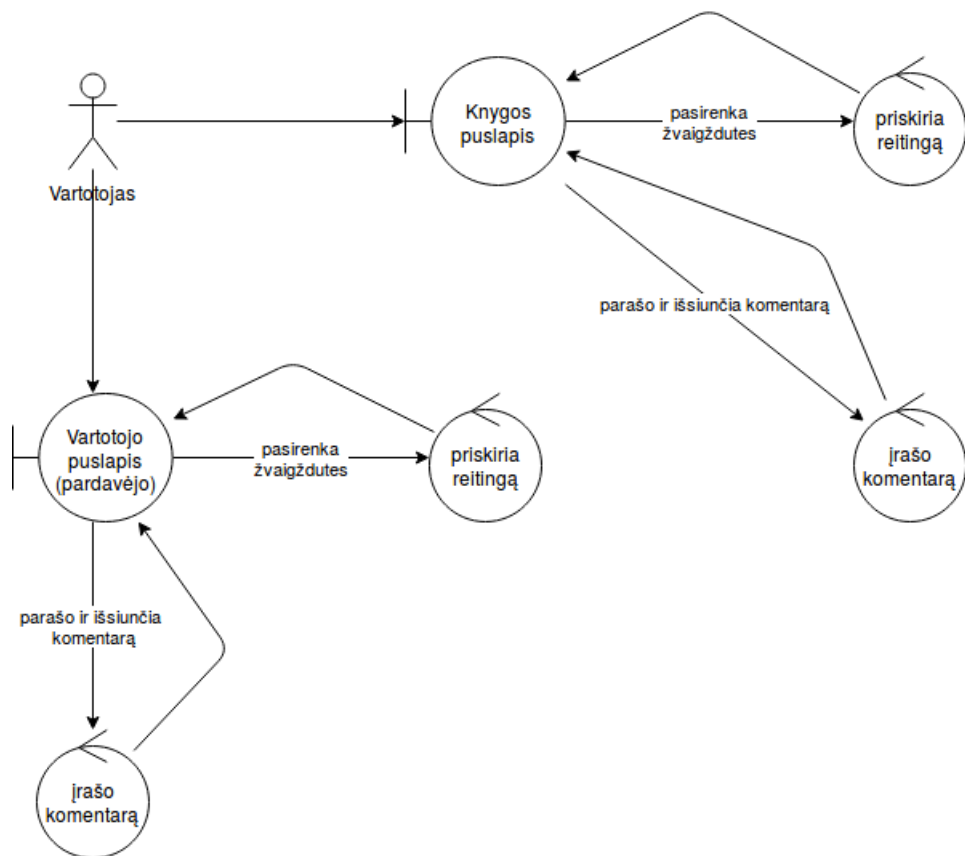 Knygos
puslapis
pasirenka
žvaigždutes
priskiria
reitingą
Vartotojas
parašo ir išsiunčia komentarą
Vartotojo
puslapis
(pardavėjo)
pasirenka
žvaigždutes
priskiria
reitingą
įrašo
komentarą
parašo ir išsiunčia
komentarą
įrašo
komentarą